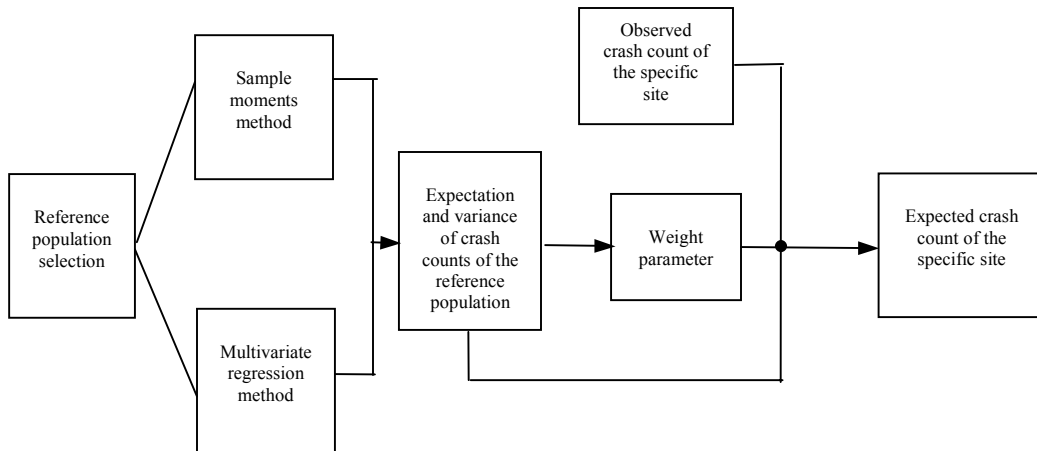 Reference
population
selection
Sample
moments
method
Multivariate
regression
method
Expectation
and variance
of crash
counts of the
reference
population
Observed
crash count of
the specific
site
Weight
parameter
Expected crash
count of the
specific site